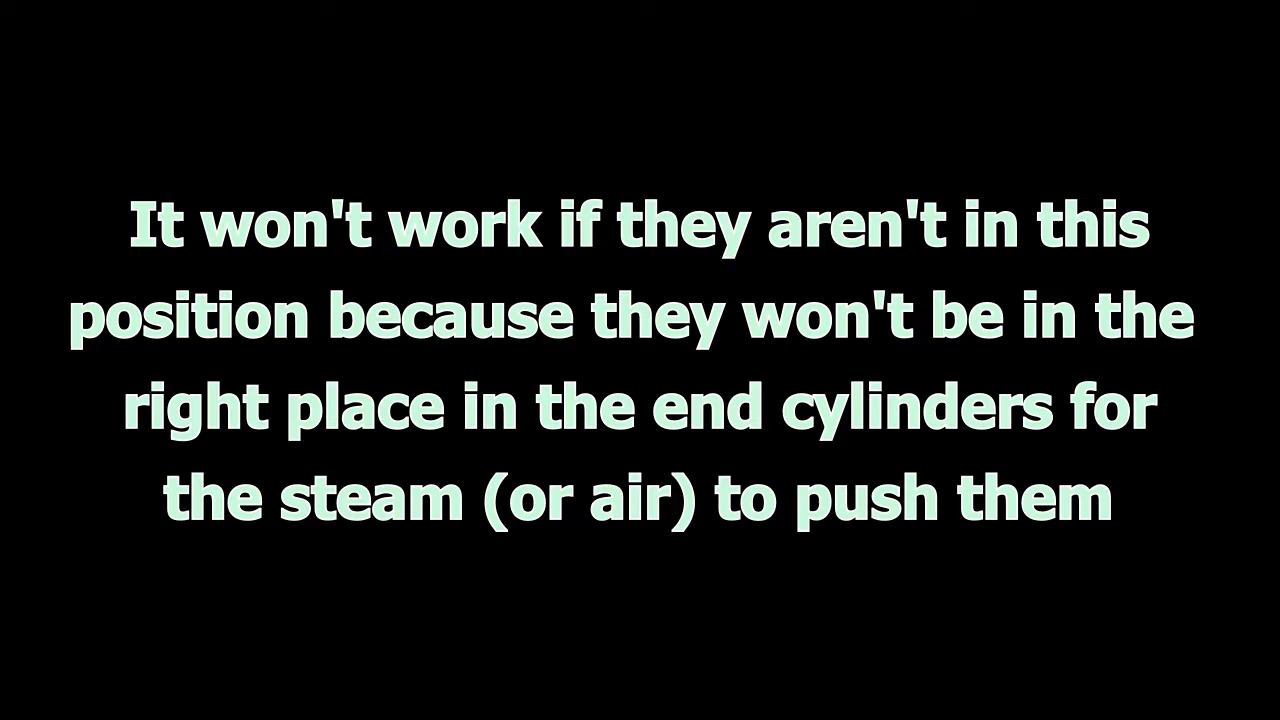 It won't work if they aren't in this
position because they won't be in the
right place in the end cylinders for
the steam (or air) to push them